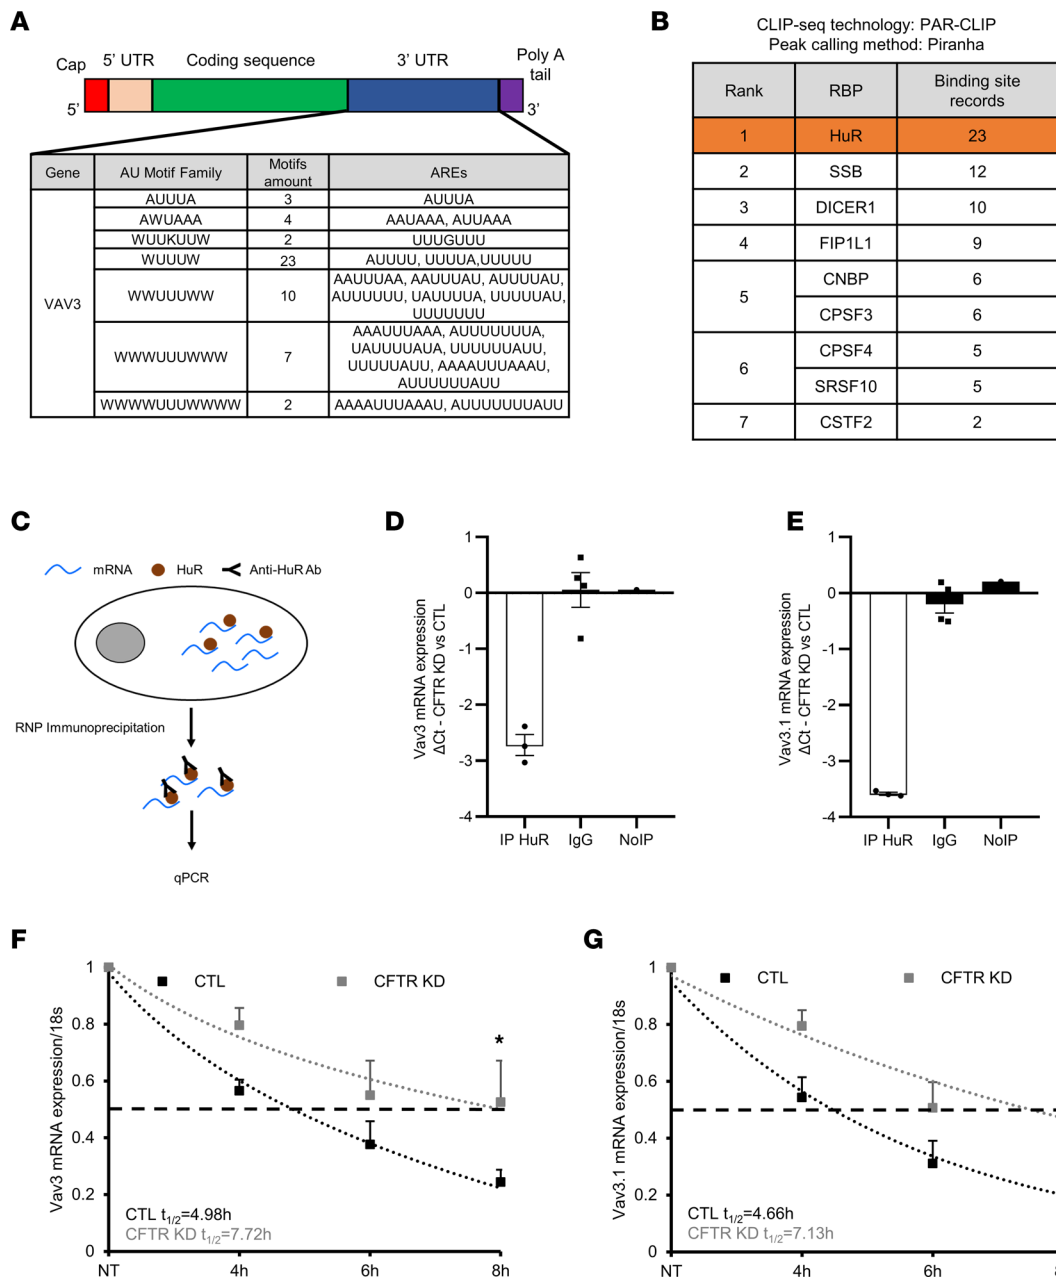 A
Cap
5' UTR
Coding sequence
3' UTR
Poly A
tail
5'
3'
Gene
AU Motif Family
Motifs
amount
AREs
VAV3
AUUUA
3
AUUUA
AWUAAA
4
AAUAAA, AUUAAA
WUUKUUW
2
UUUGUUU
WUUUW
23
AUUUU, UUUUA,UUUUU
WWUUUWW
10
AAUUUAA, AAUUUAU, AUUUUAU,
AUUUUUU, UAUUUUA, UUUUUAU,
UUUUUUU
WWWUUUWWW
7
AAAUUUAAA, AUUUUUUUA,
UAUUUUAUA, UUUUUUAUU,
UUUUUAUU, AAAAUUUAAAU,
AUUUUUUAUU
WWWWUUUWWWW
2
AAAAUUUAAAU, AUUUUUUUAUU
B
CLIP-seq technology: PAR-CLIP
Peak calling method: Piranha
Rank
RBP
Binding site
records
1
HuR
23
2
SSB
12
3
DICER1
10
4
FIP1L1
9
5
CNBP
6
CPSF3
6
6
CPSF4
5
SRSF10
5
7
CSTF2
2
C
mRNA
HuR
Anti-HuR Ab
RNP Immunoprecipitation
qPCR
D
Vav3 mRNA expression
ΔCt - CFTR KD vs CTL
1
0
-1
-2
-3
-4
IP HuR
IgG
NoIP
E
Vav3.1 mRNA expression
ΔCt - CFTR KD vs CTL
1
0
-1
-2
-3
-4
IP HuR
IgG
NoIP
F
Vav3 mRNA expression/18s
1
0.8
0.6
0.4
0.2
0
CTL
CFTR KD
*
CTL t1/2=4.98h
CFTR KD t1/2=7.72h
NT
4h
6h
8h
G
Vav3.1 mRNA expression/18s
1
0.8
0.6
0.4
0.2
0
CTL
CFTR KD
CTL t1/2=4.66h
CFTR KD t1/2=7.13h
NT
4h
6h